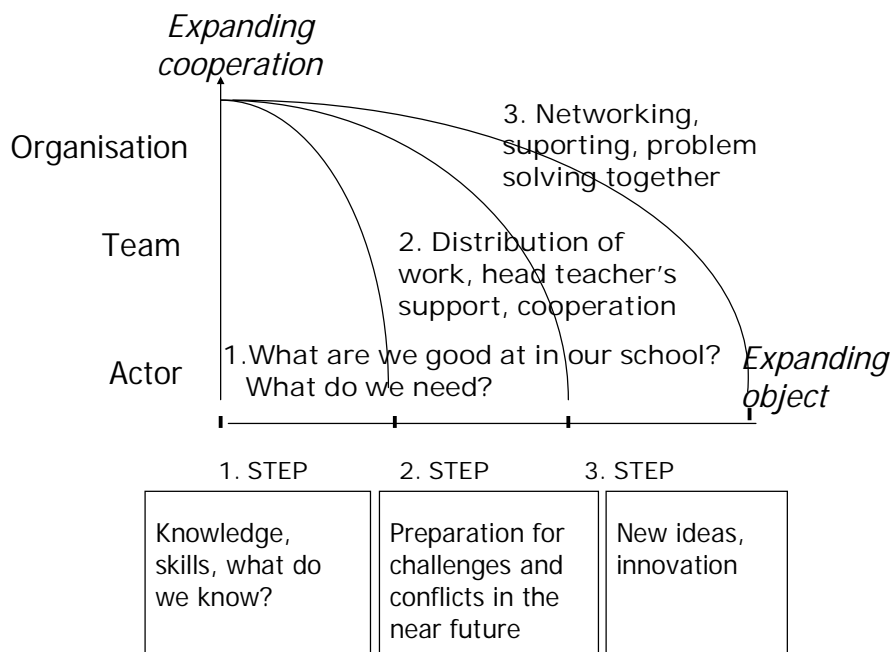 Expanding
cooperation
Organisation
3. Networking,
suporting, problem
solving together
Team
2. Distribution of
work, head teacher's
support, cooperation
Actor
1.What are we good at in our school?
What do we need?
Expanding
object
1. STEP
2. STEP
3. STEP
Knowledge,
skills, what do
we know?
Preparation for
challenges and
conflicts in the
near future
New ideas,
innovation